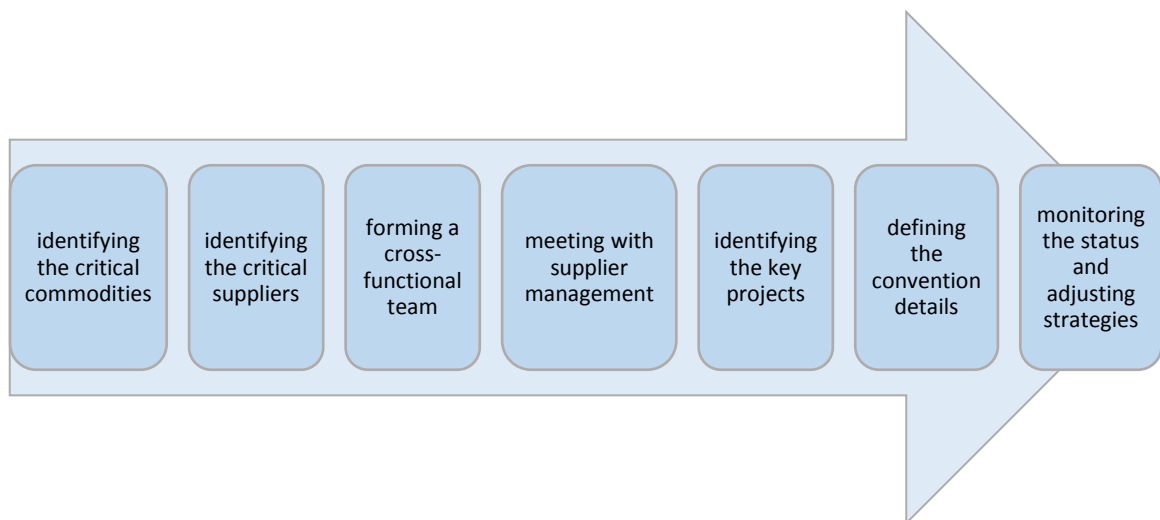 identifying
the critical
commodities
identifying
the critical
suppliers
forming a
cross-
functional
team
meeting with
supplier
management
identifying
the key
projects
defining
the
convention
details
monitoring
the status
and
adjusting
strategies